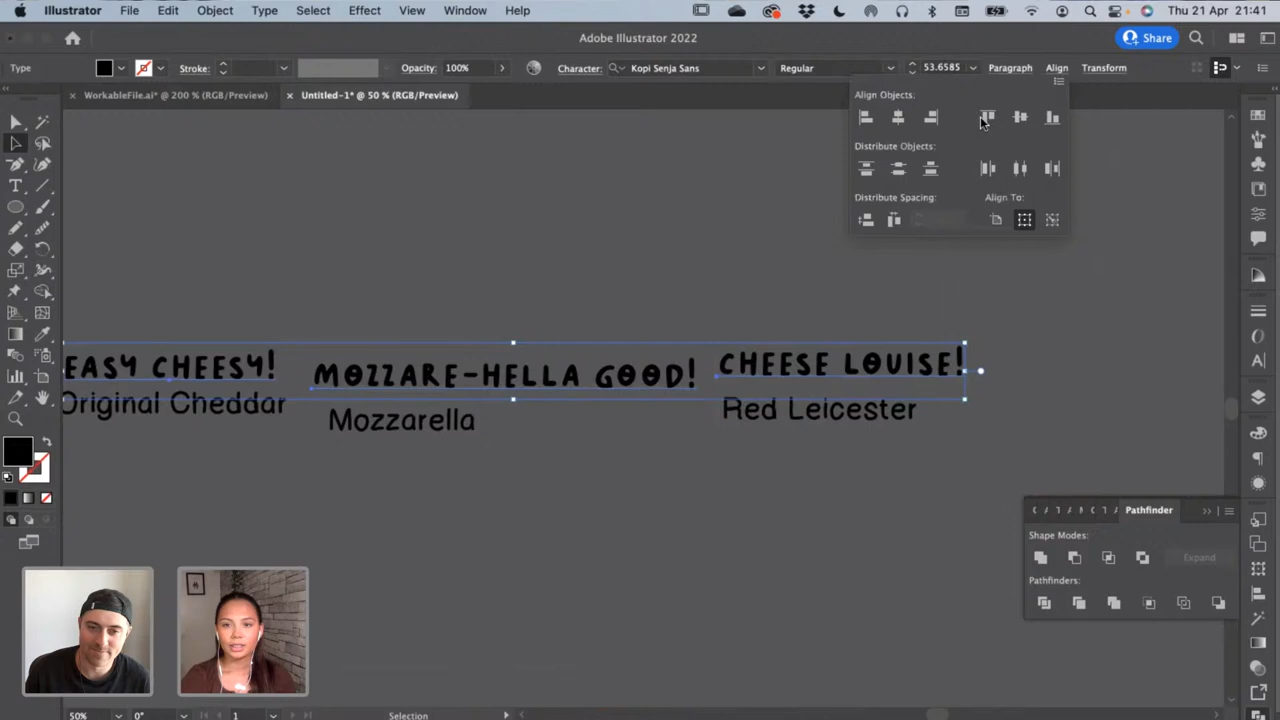 Illustrator File Edit Object Type Select Effect View Window Help Thu 21 Apr 21:41
Adobe Illustrator 2022
Share
Type Stroke: Opacity: 100% Character: Kopi Senja Sans Regular 53.6585 Paragraph Align Transform
WorkableFile.ai* @ 200 % (RGB/Preview) Untitled-1* @ 50 % (RGB/Preview)
Align Objects:
Distribute Objects:
Distribute Spacing: Align To:
EASY CHEESY! MOZZARE-HELLA GOOD! CHEESE LOUISE!
Original Cheddar Mozzarella Red Leicester
Pathfinder
Shape Modes:
Expand
Pathfinders:
50% 0° 1 Selection